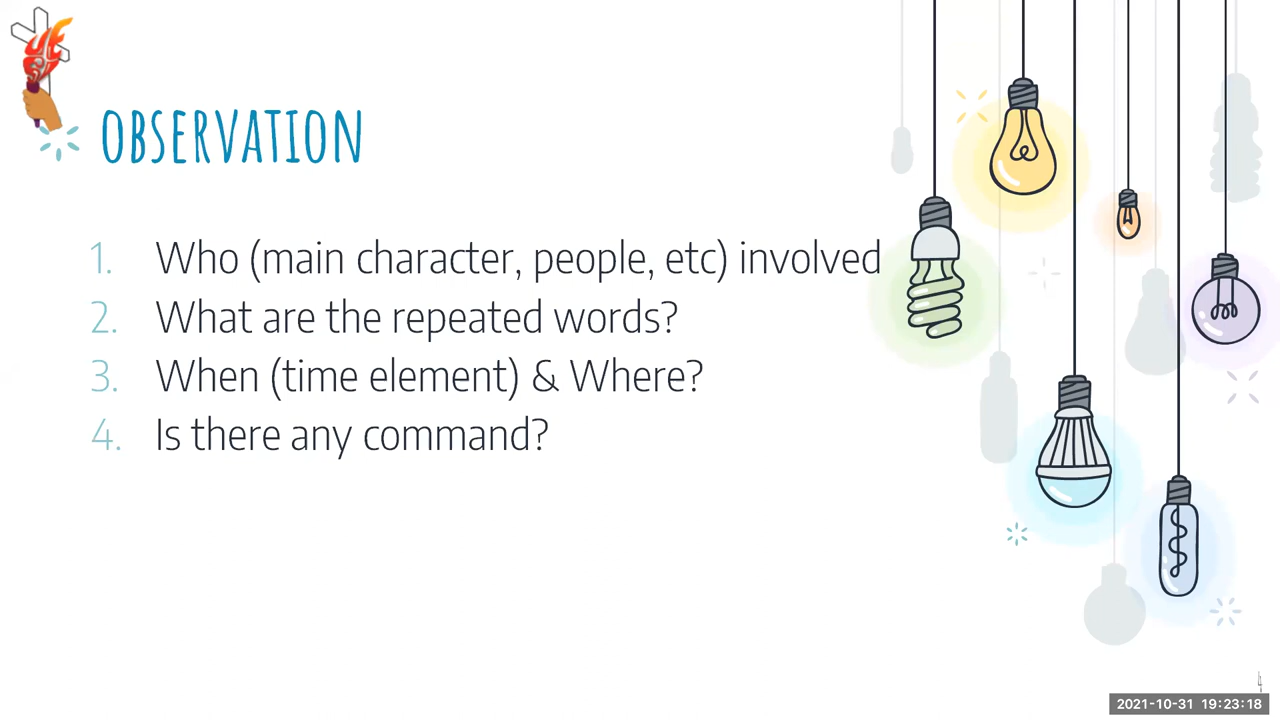 OBSERVATION
1. Who (main character, people, etc) involved
2. What are the repeated words?
3. When (time element) & Where?
4. Is there any command?
4
2021-10-31 19:23:18